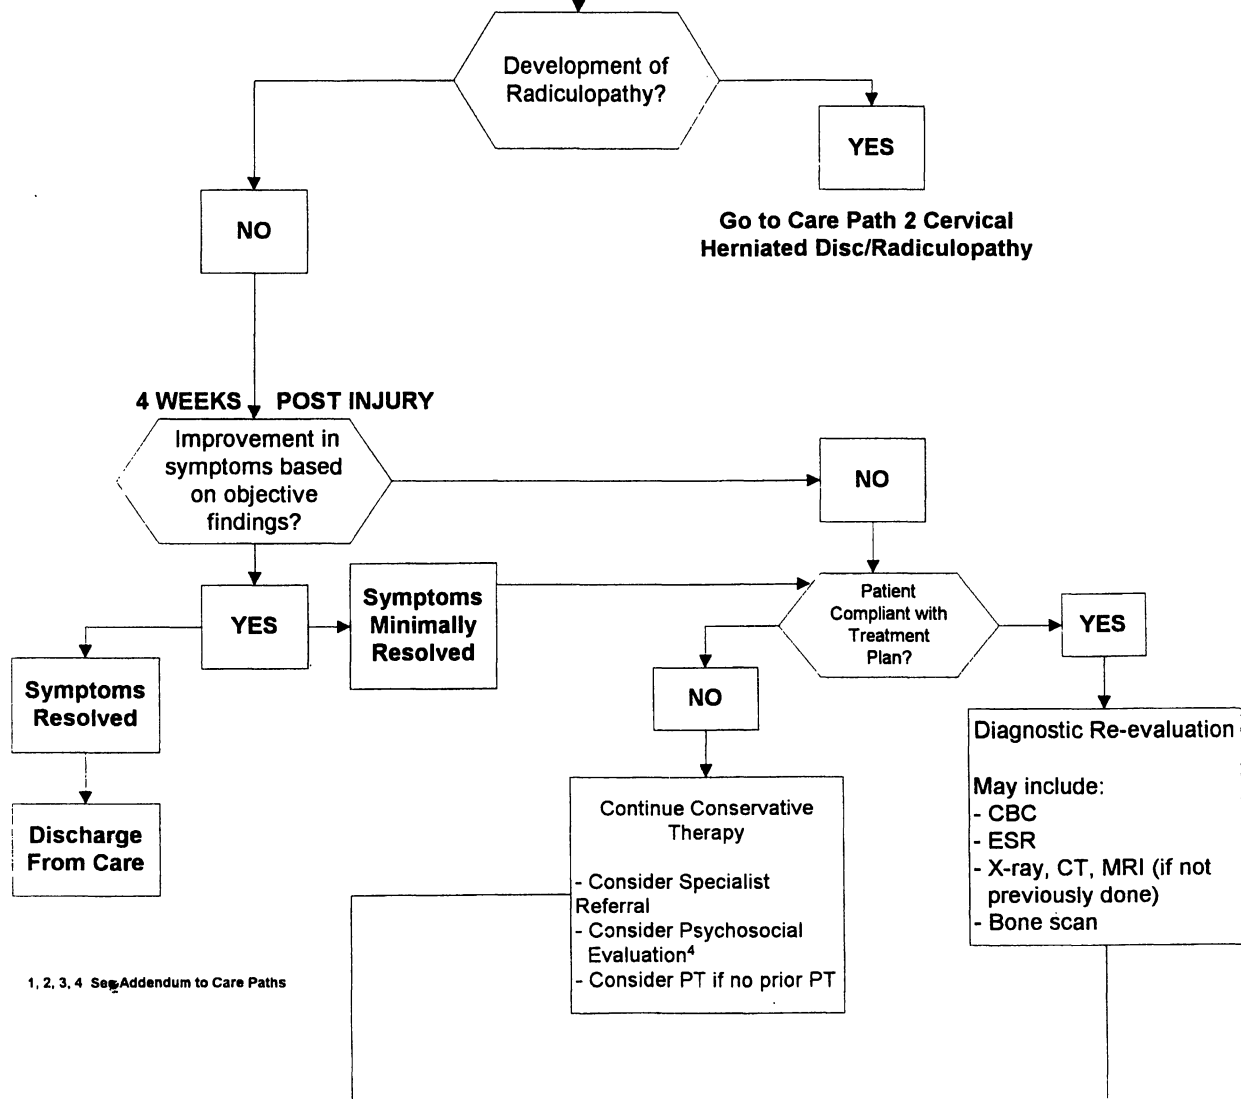 Development of
Radiculopathy?
YES
NO
Go to Care Path 2 Cervical
Herniated Disc/Radiculopathy
4 WEEKS POST INJURY
Improvement in
symptoms based
on objective
findings?
NO
YES
Symptoms
Minimally
Resolved
Patient
Compliant with
Treatment
Plan?
YES
Symptoms
Resolved
NO
Discharge
From Care
Continue Conservative
Therapy
- Consider Specialist
Referral
- Consider Psychosocial
Evaluation⁴
- Consider PT if no prior PT
Diagnostic Re-evaluation
May include:
- CBC
- ESR
- X-ray, CT, MRI (if not
previously done)
- Bone scan
1, 2, 3, 4 See Addendum to Care Paths